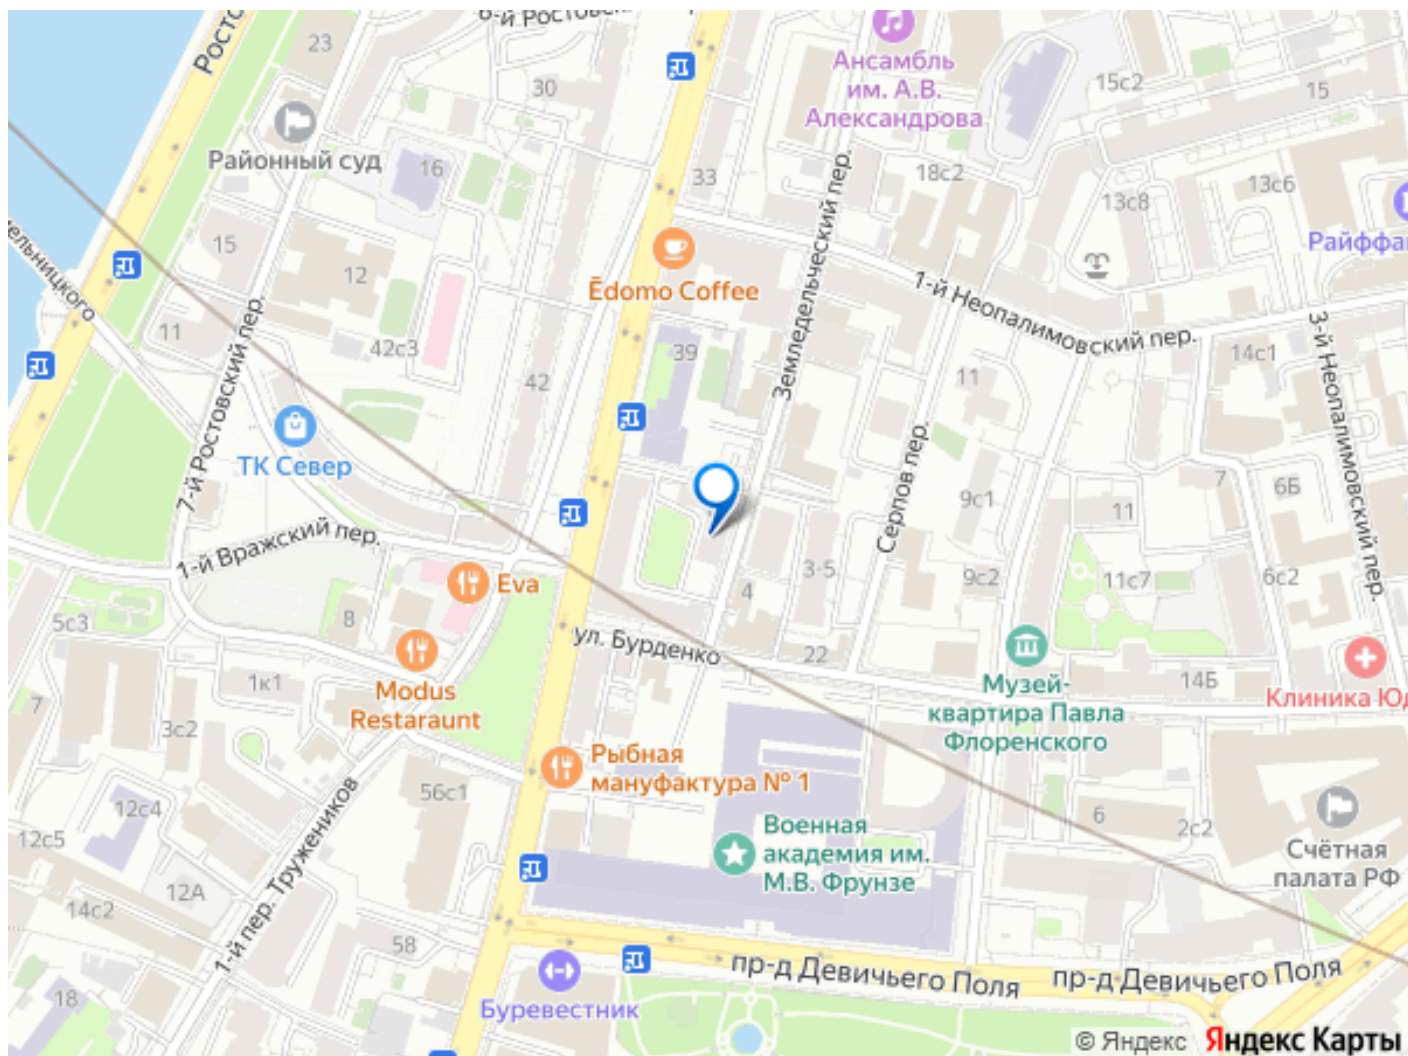 6-й Ростовск
Росто
23
30
Ансамбль
им. А.В.
Александрова
15с2
15
Районный суд
16
33
18с2
13с6
13с8
Райффа
15
12
Ēdomo Coffee
Земледельческий пер.
1-й Неопалимовский пер.
ельницкого
11
42с3
7-й Ростовский пер.
42
39
11
14с1
3-й Неопалимовский пер.
ТК Север
Серпов пер.
9с1
7
6Б
11
1-й Вражский пер.
Eva
3-5
4
9с2
11с7
6с2
5с3
8
ул. Бурденко
22
14Б
Modus
Restaraunt
1к1
7
3с2
Музей-
квартира Павла
Флоренского
Клиника Юд
Рыбная
мануфактура № 1
56с1
12с4
12с5
6
2с2
Военная
академия им.
М.В. Фрунзе
Счётная
палата РФ
12А
14с2
1-й пер. Тружеников
58
18
Буревестник
пр-д Девичьего Поля
пр-д Девичьего Поля
© Яндекс Яндекс Карты